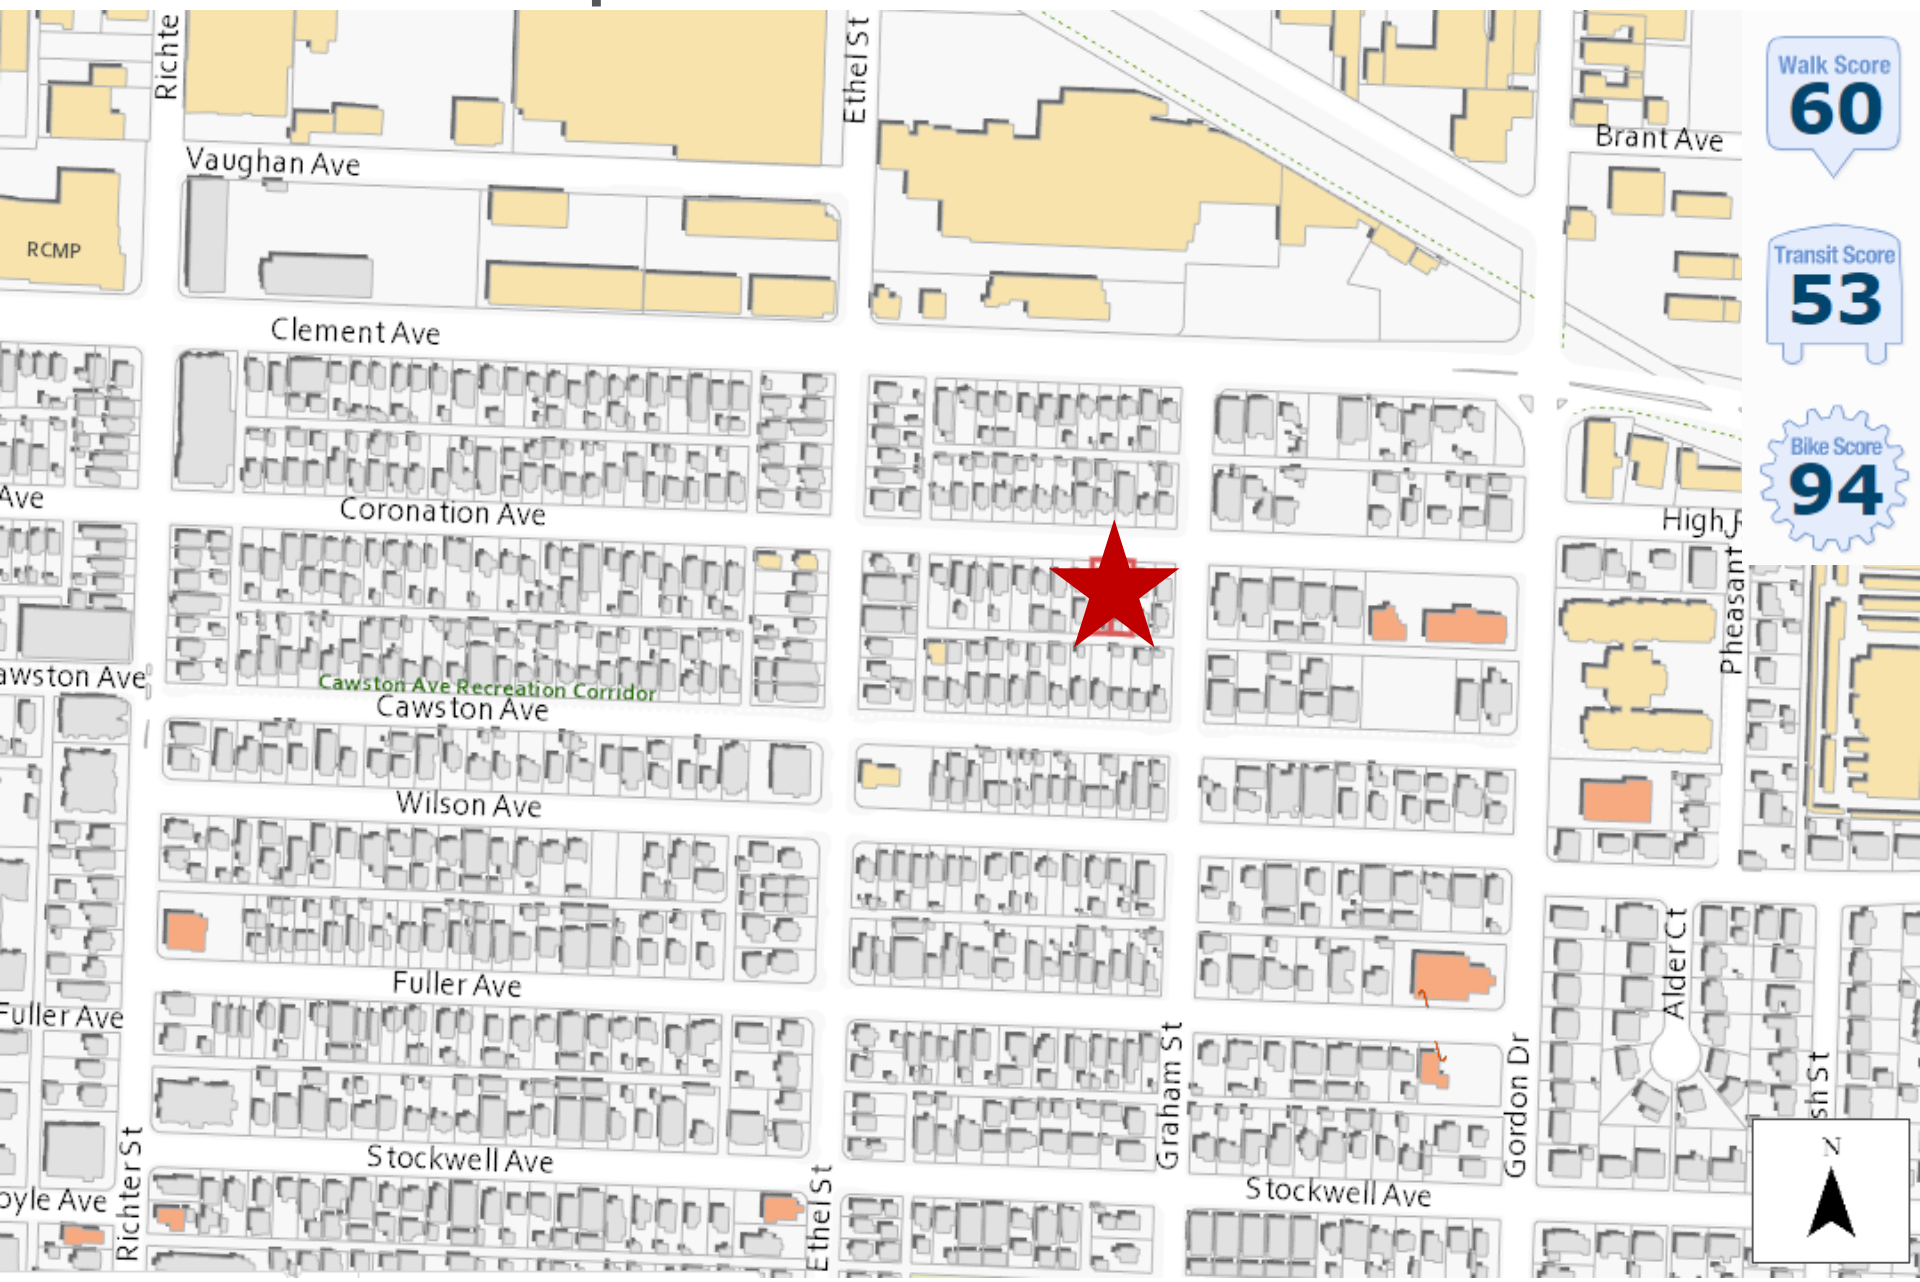 Richte
Ethel St
Walk Score
60
Brant Ave
Vaughan Ave
RCMP
Transit Score
53
Clement Ave
Bike Score
94
Ave
Coronation Ave
High
Pheasant
awston Ave
Cawston Ave Recreation Corridor
Cawston Ave
Wilson Ave
Fuller Ave
Fuller Ave
Alder Ct
Graham St
Gordon Dr
sh St
N
Richter St
Stockwell Ave
Ethel St
Stockwell Ave
oyle Ave